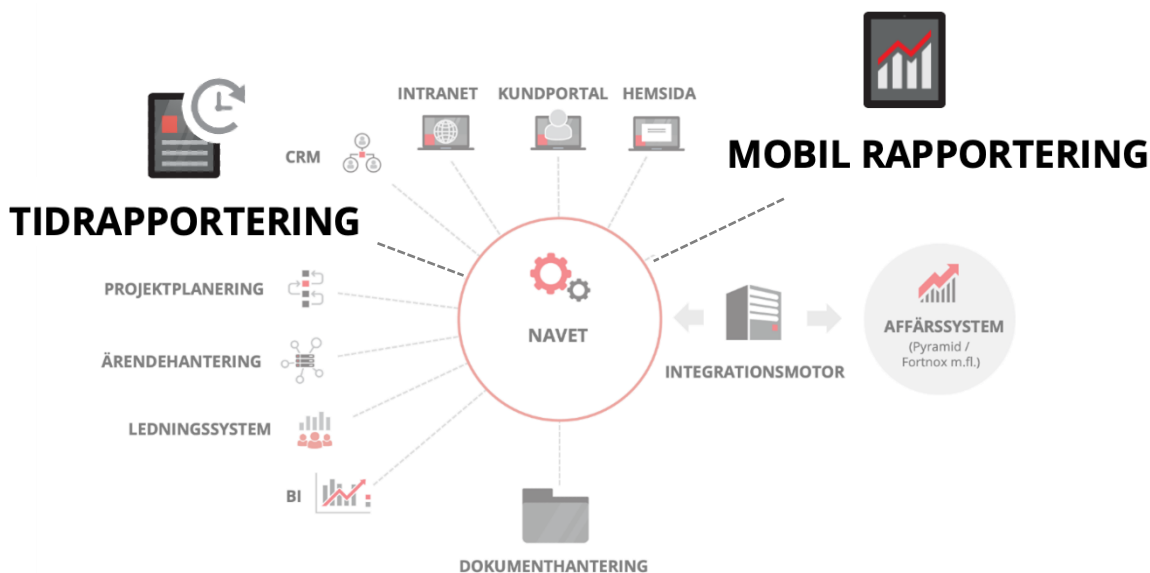 INTRANET
KUNDPORTAL
HEMSIDA
CRM
MOBIL RAPPORTERING
TIDRAPPORTERING
PROJEKTPLANERING
NAVET
AFFÄRSSYSTEM
(Pyramid /
Fortnox m.fl.)
ÄRENDEHANTERING
INTEGRATIONSMOTOR
LEDNINGSSYSTEM
BI
DOKUMENTHANTERING